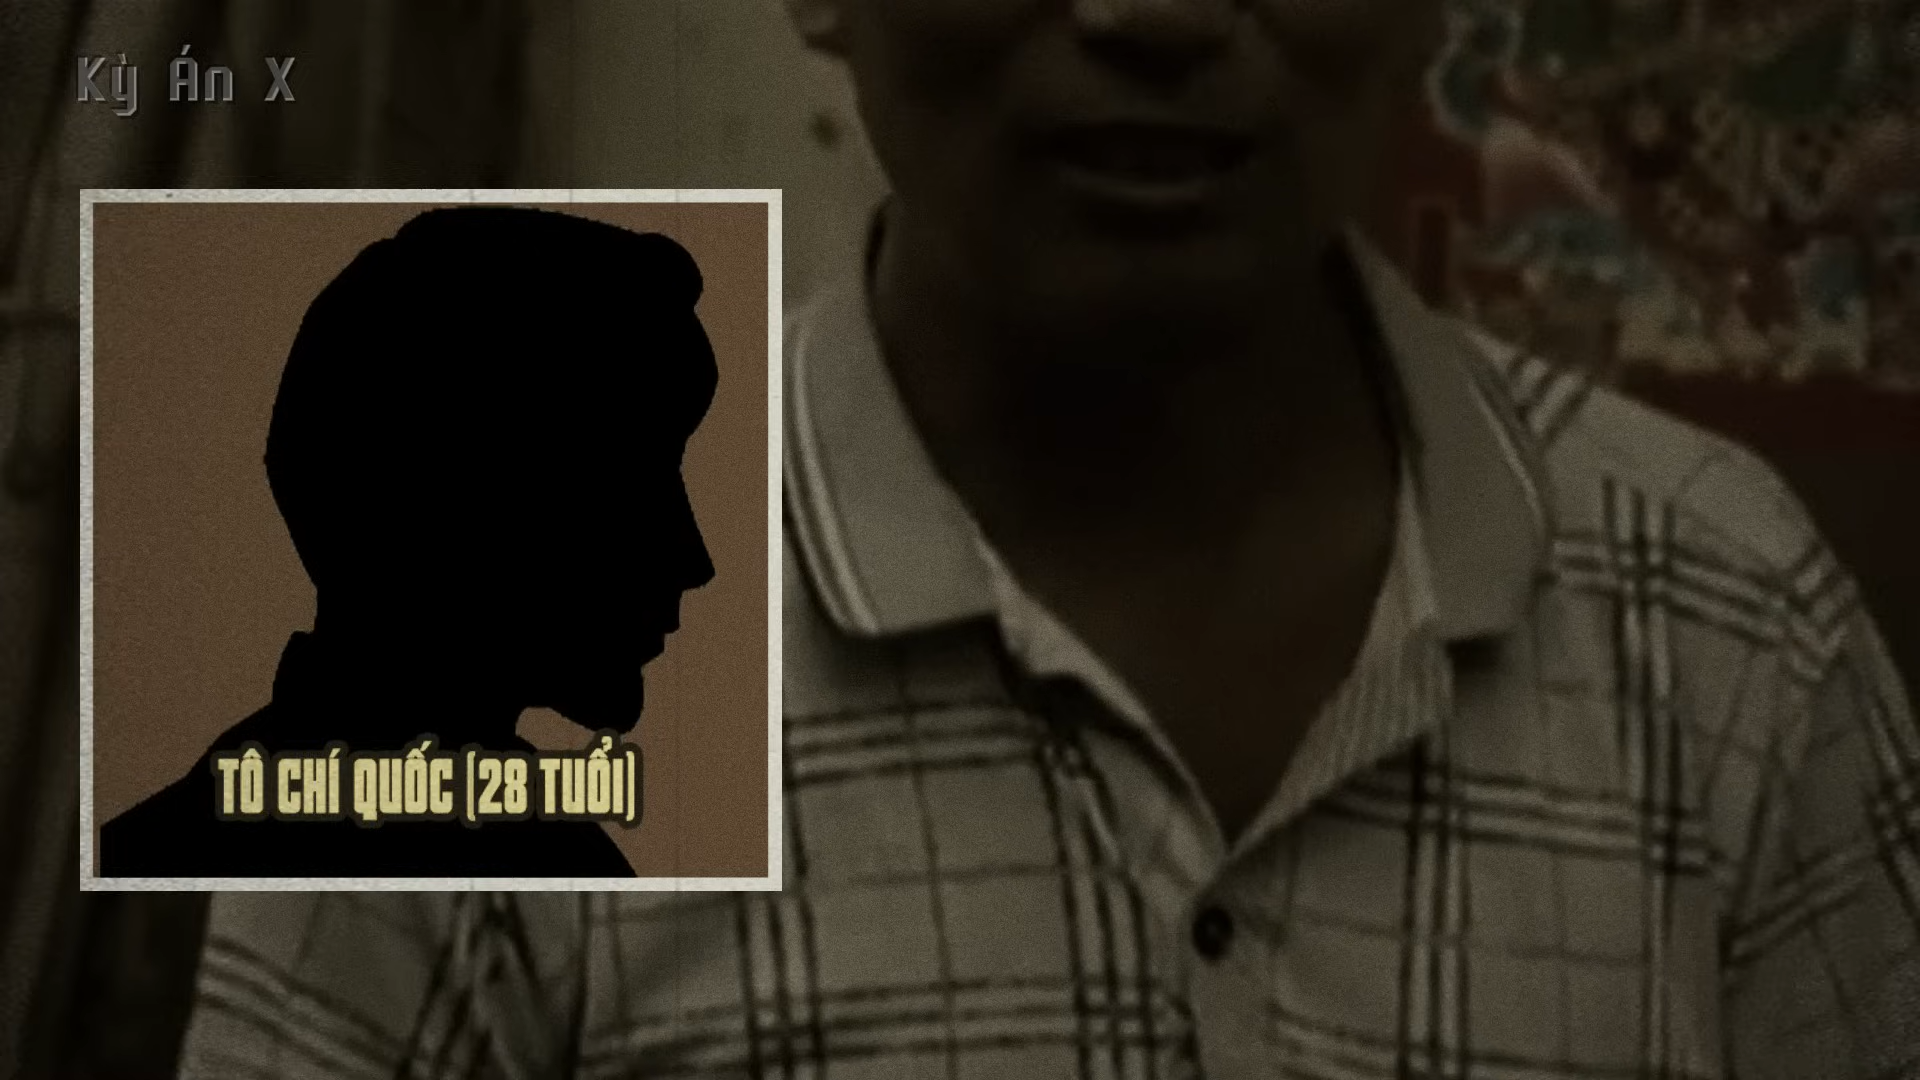 Kỳ Án X
TÔ CHÍ QUỐC (28 TUỔI)